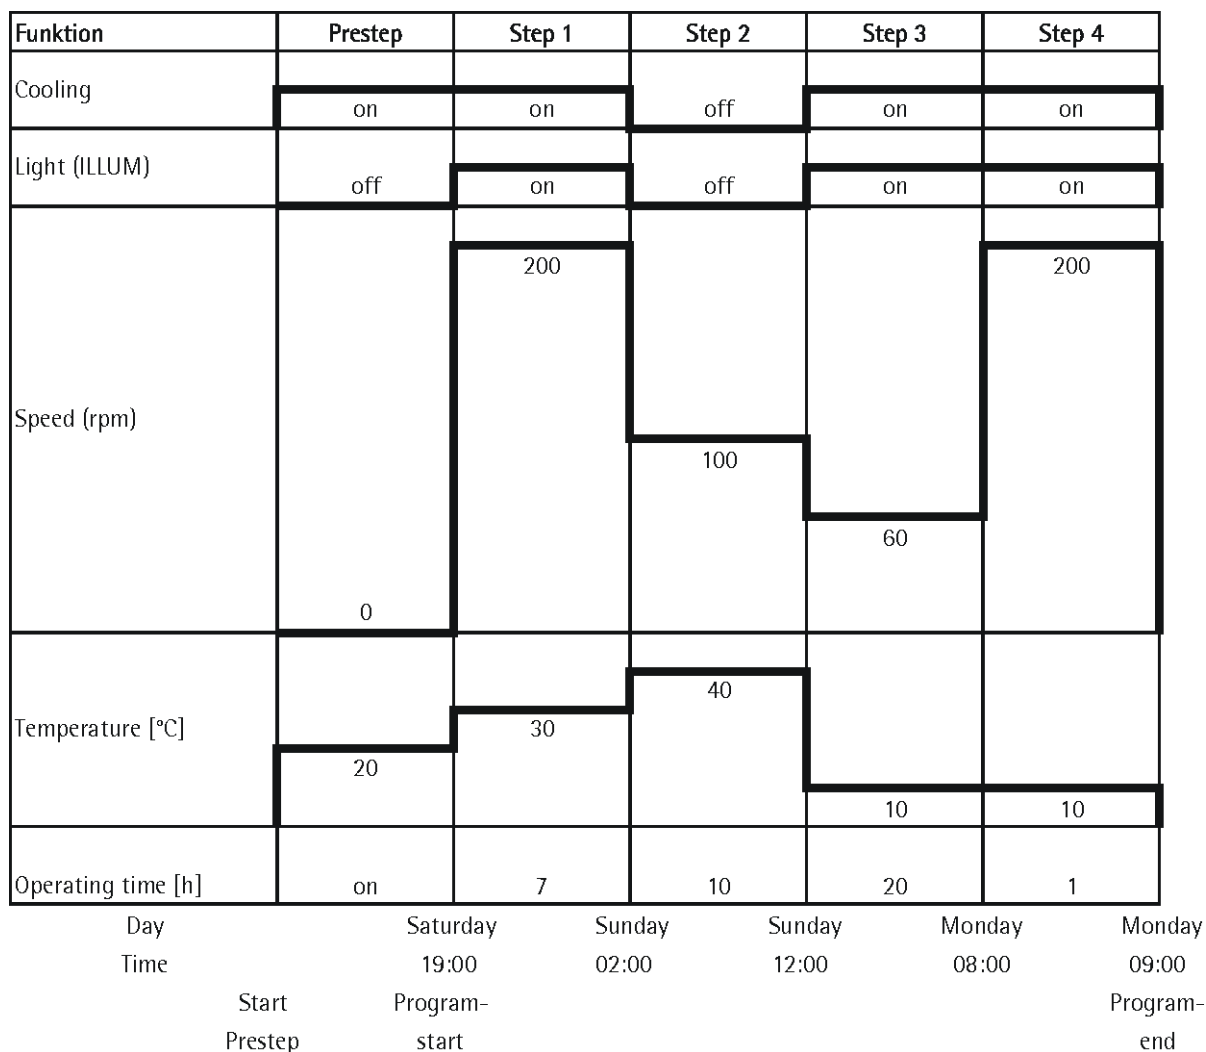 Funktion Prestep Step 1 Step 2 Step 3 Step 4
Cooling
on on off on on
Light (ILLUM)
off on off on on
200 200
Speed (rpm)
100
60
0
40
Temperature [°C]
30
20
10 10
Operating time [h] on 7 10 20 1
Day Saturday Sunday Sunday Monday Monday
Time 19:00 02:00 12:00 08:00 09:00
Start Program- Program-
Prestep start end